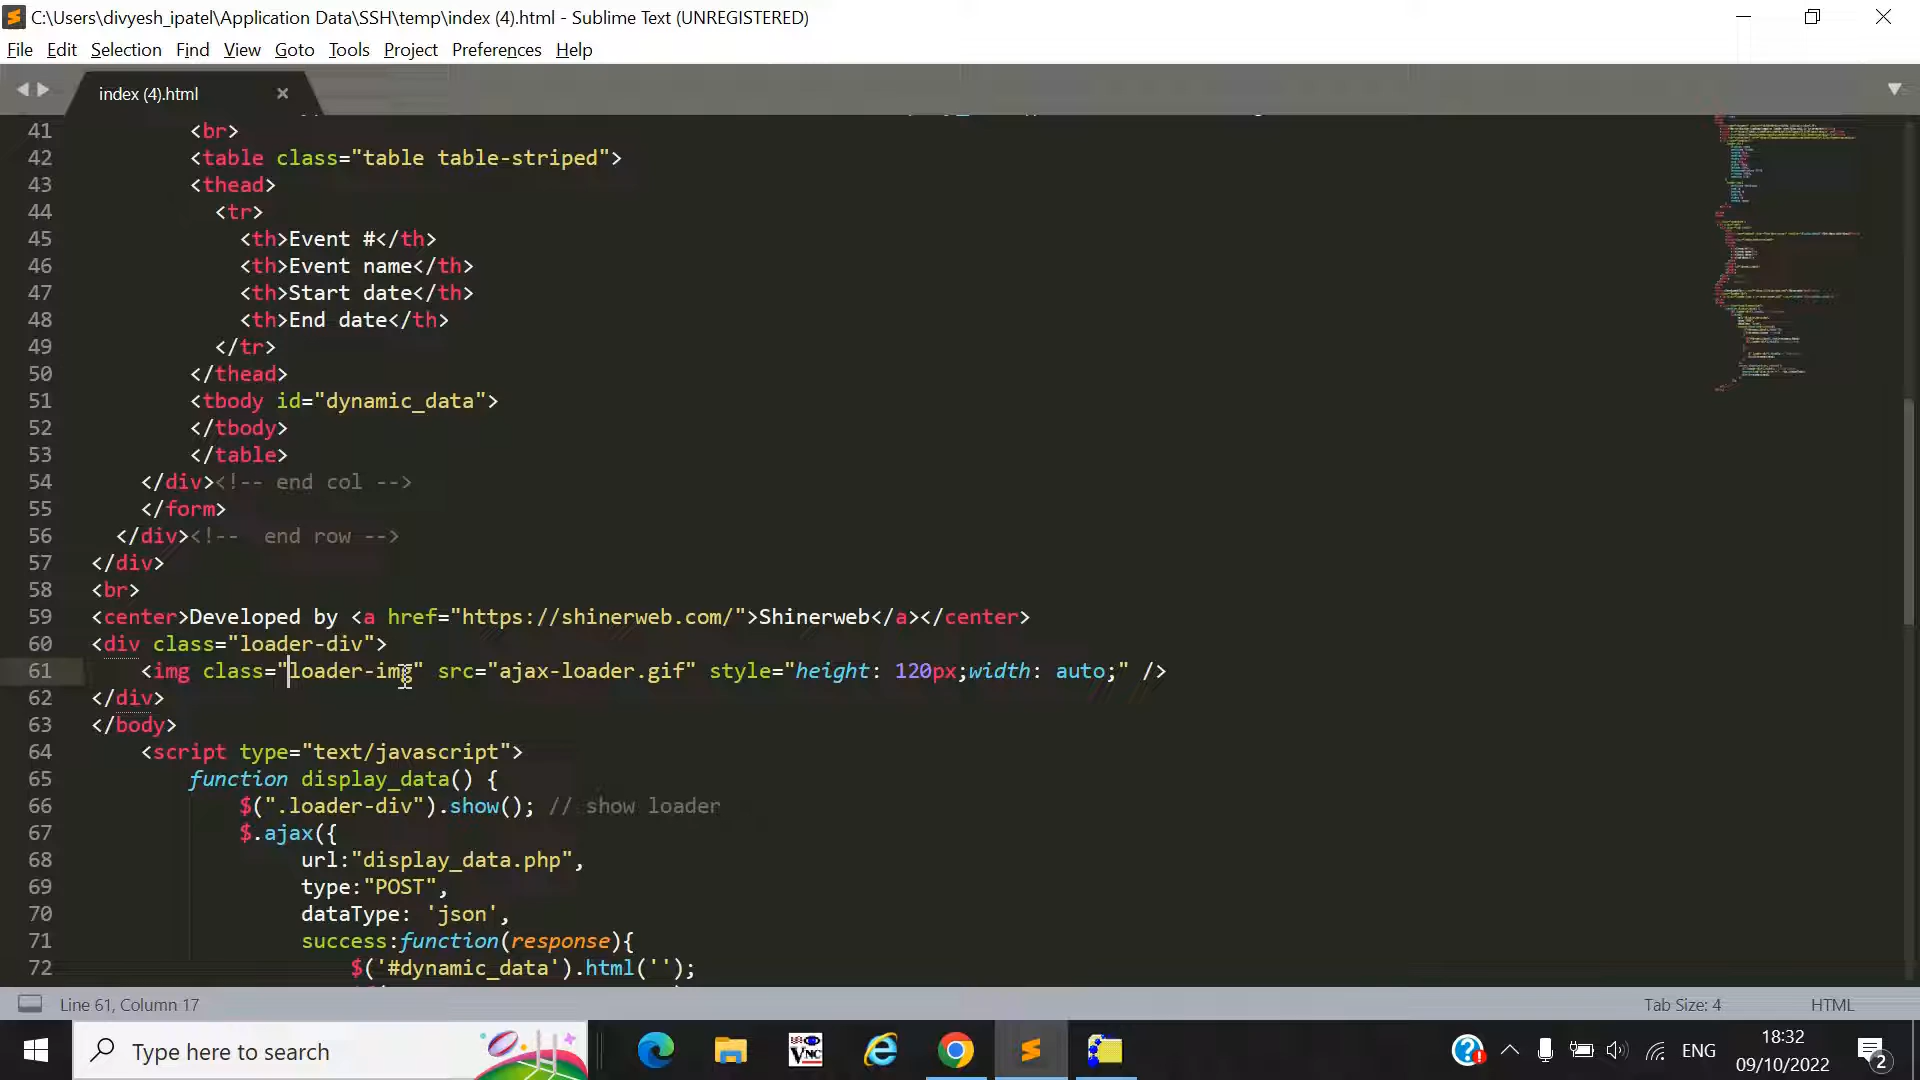 C:\Users\divyesh_ipatel\Application Data\SSH\temp\index (4).html - Sublime Text (UNREGISTERED)
File Edit Selection Find View Goto Tools Project Preferences Help
index (4).html
41 <br>
42 <table class="table table-striped">
43 <thead>
44 <tr>
45 <th>Event #</th>
46 <th>Event name</th>
47 <th>Start date</th>
48 <th>End date</th>
49 </tr>
50 </thead>
51 <tbody id="dynamic_data">
52 </tbody>
53 </table>
54 </div><!-- end col -->
55 </form>
56 </div><!--  end row -->
57 </div>
58 <br>
59 <center>Developed by <a href="https://shinerweb.com/">Shinerweb</a></center>
60 <div class="loader-div">
61 <img class="loader-img" src="ajax-loader.gif" style="height: 120px;width: auto;" />
62 </div>
63 </body>
64 <script type="text/javascript">
65 function display_data() {
66 $(".loader-div").show(); // show loader
67 $.ajax({
68 url:"display_data.php",
69 type:"POST",
70 dataType: 'json',
71 success:function(response){
72 $('#dynamic_data').html('');
Line 61, Column 17
Tab Size: 4
HTML
Type here to search
VNC
ENG
18:32
09/10/2022
2